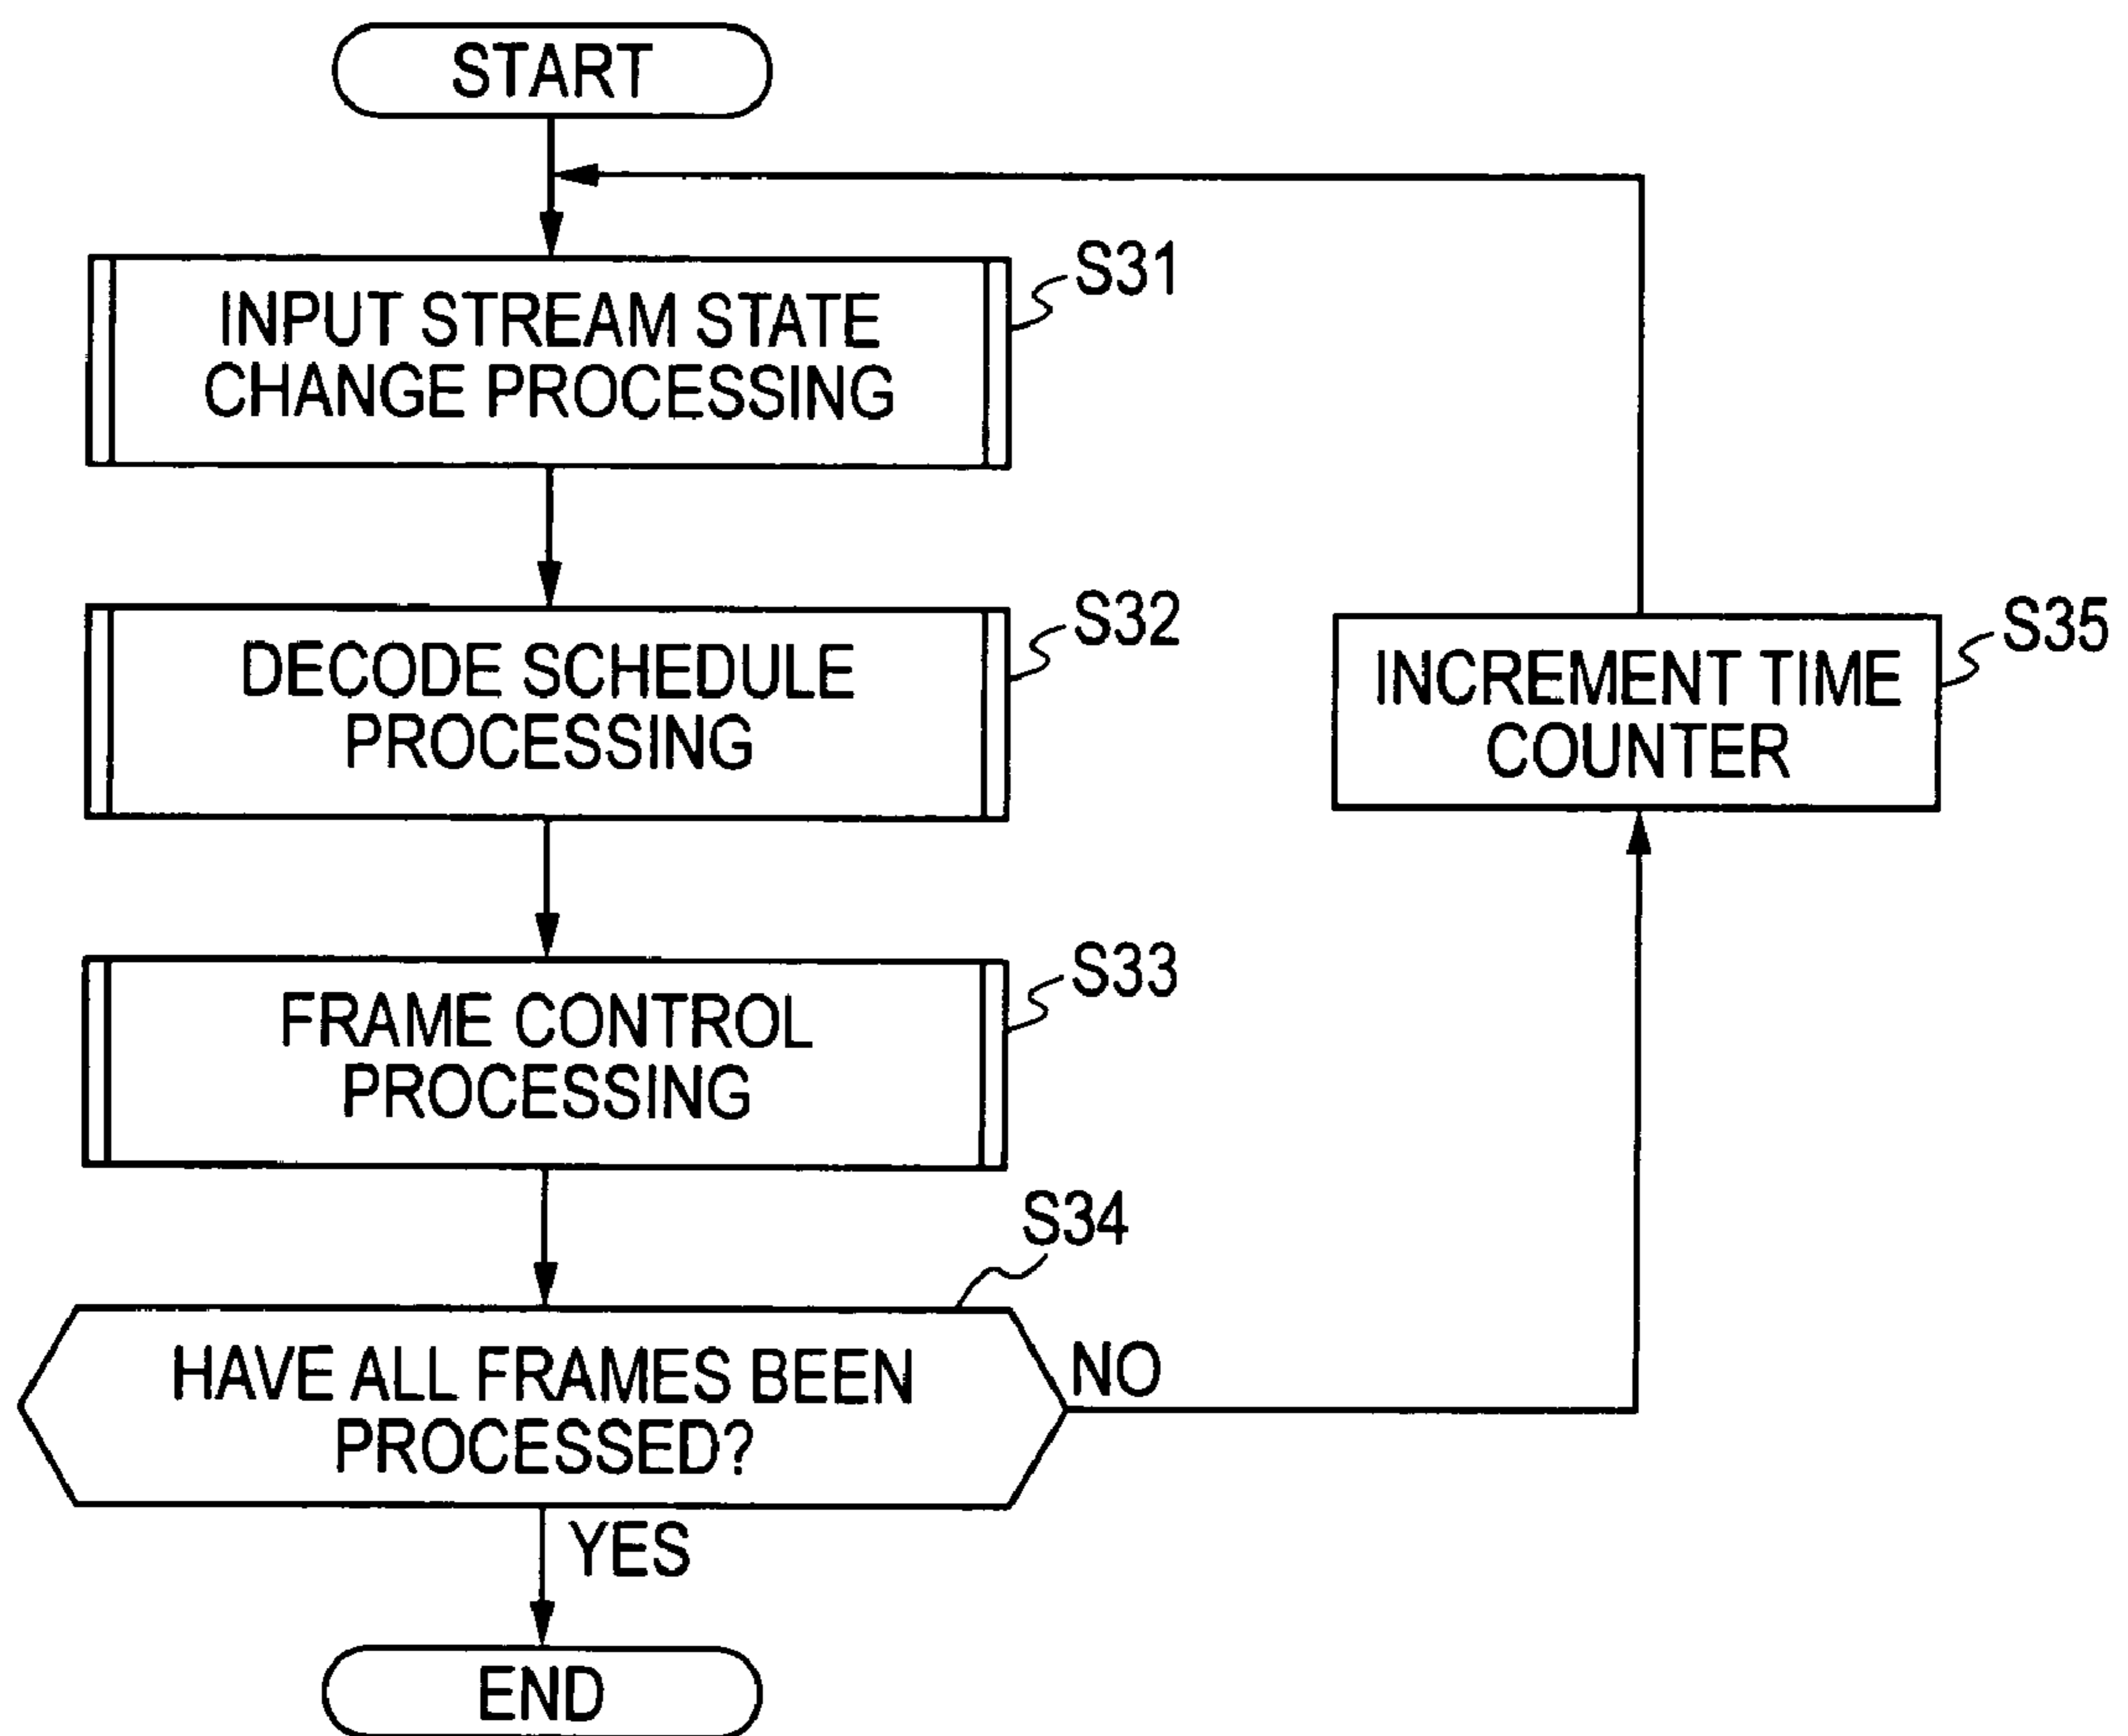 START
INPUT STREAM STATE
CHANGE PROCESSING
S31
DECODE SCHEDULE
PROCESSING
S32
FRAME CONTROL
PROCESSING
S33
HAVE ALL FRAMES BEEN
PROCESSED?
S34
NO
YES
INCREMENT TIME
COUNTER
S35
END